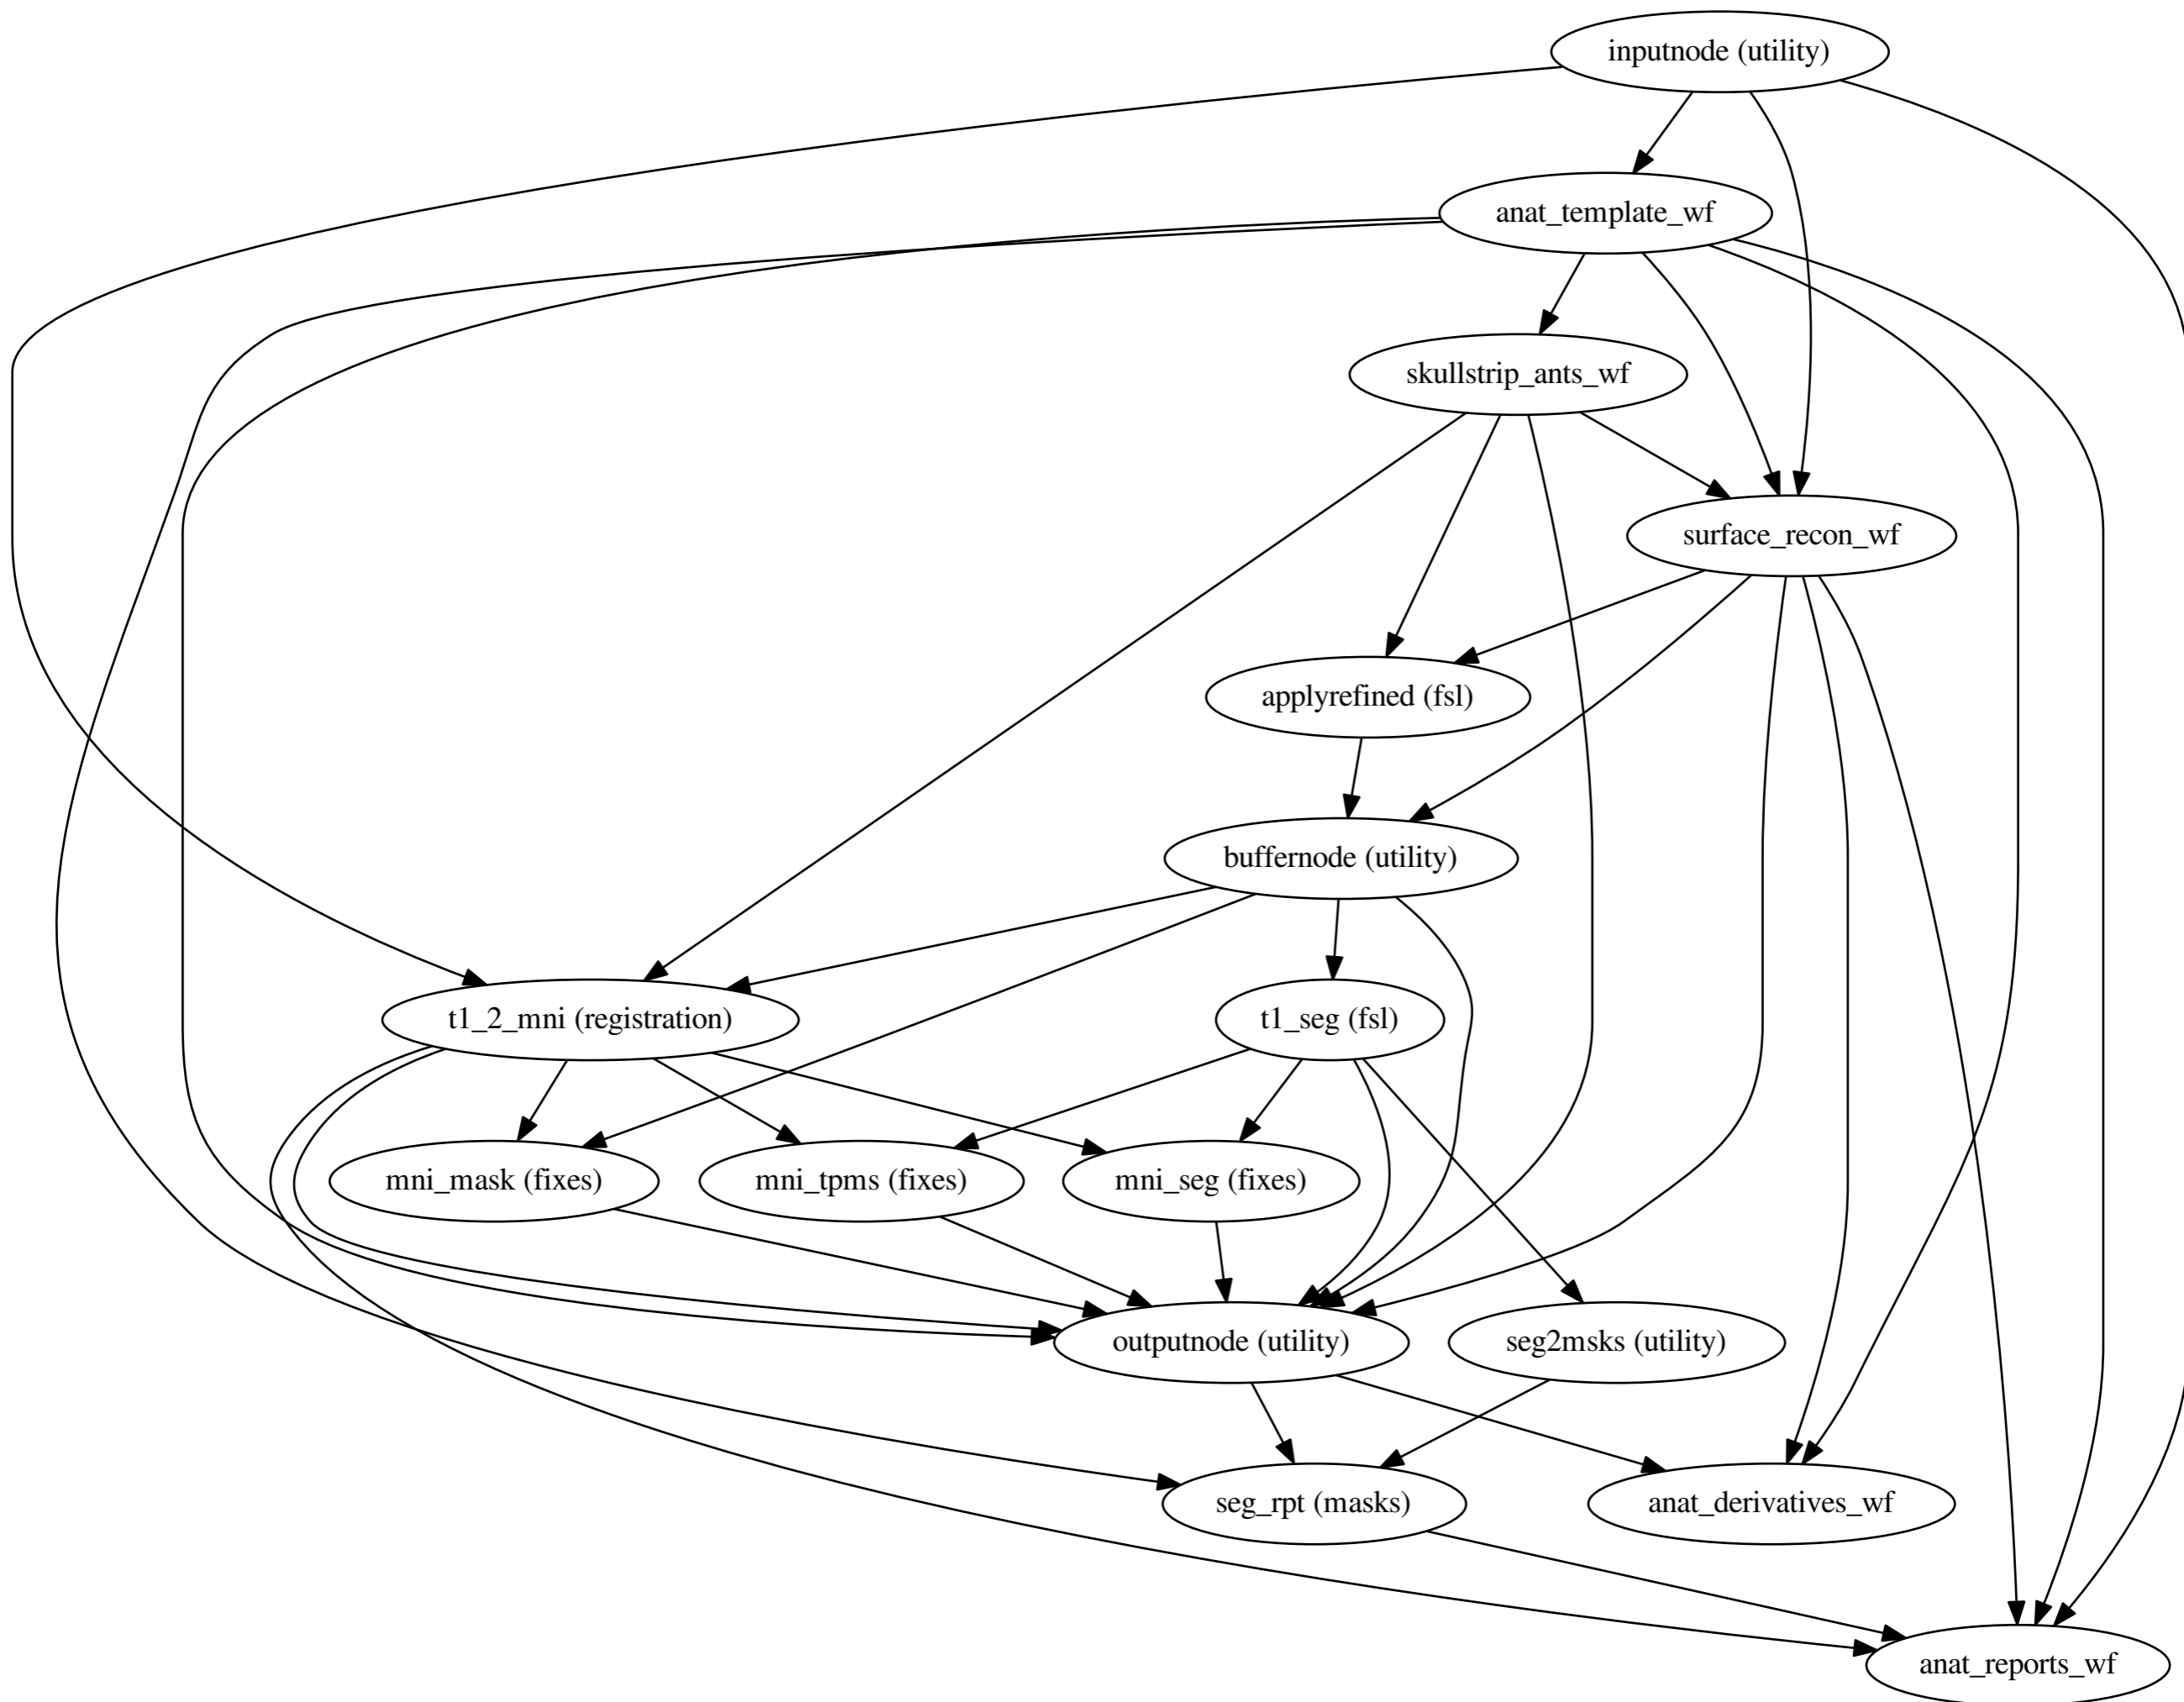 inputnode (utility)
anat_template_wf
skullstrip_ants_wf
surface_recon_wf
applyrefined (fsl)
buffernode (utility)
t1_2_mni (registration)
t1_seg (fsl)
mni_mask (fixes)
mni_tpms (fixes)
mni_seg (fixes)
outputnode (utility)
seg2msks (utility)
seg_rpt (masks)
anat_derivatives_wf
anat_reports_wf